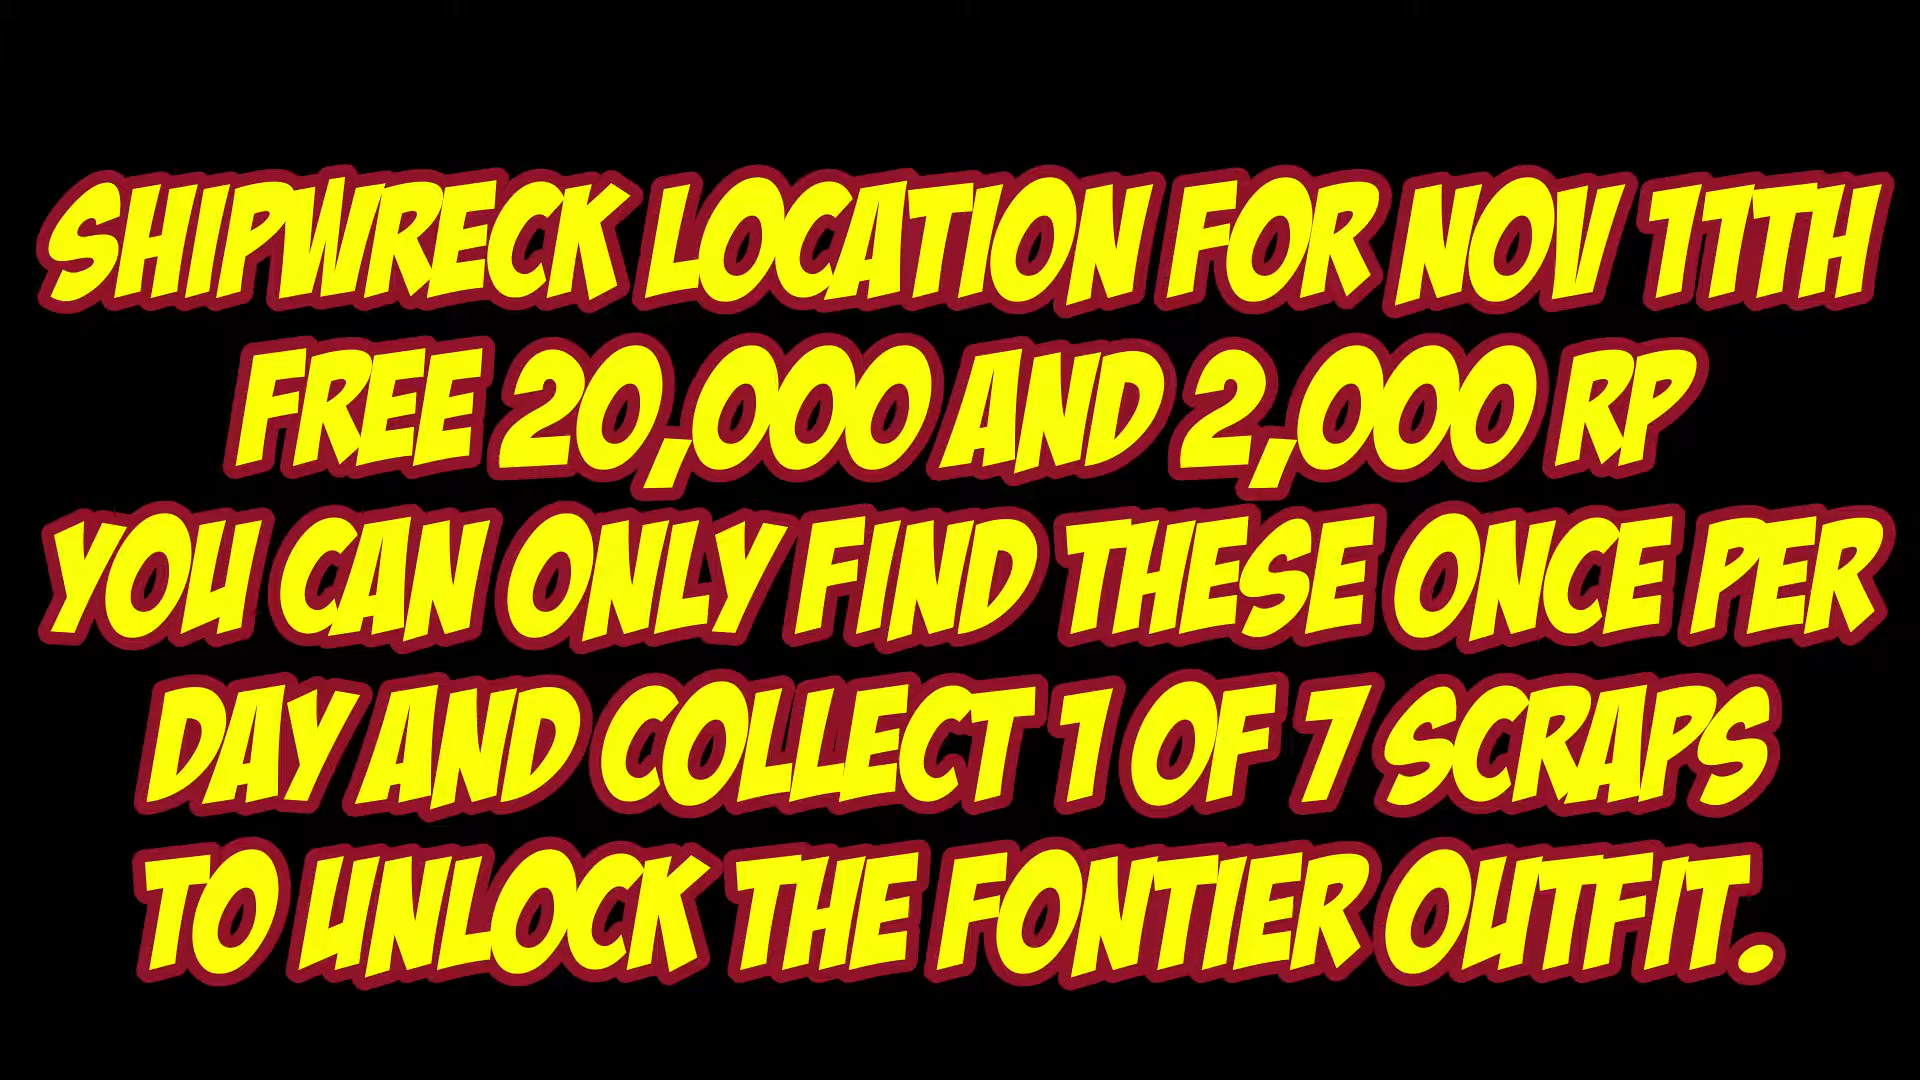 SHIPWRECK LOCATION FOR NOV 11TH
FREE 20,000 AND 2,000 RP
YOU CAN ONLY FIND THESE ONCE PER
DAY AND COLLECT 1 OF 7 SCRAPS
TO UNLOCK THE FONTIER OUTFIT.